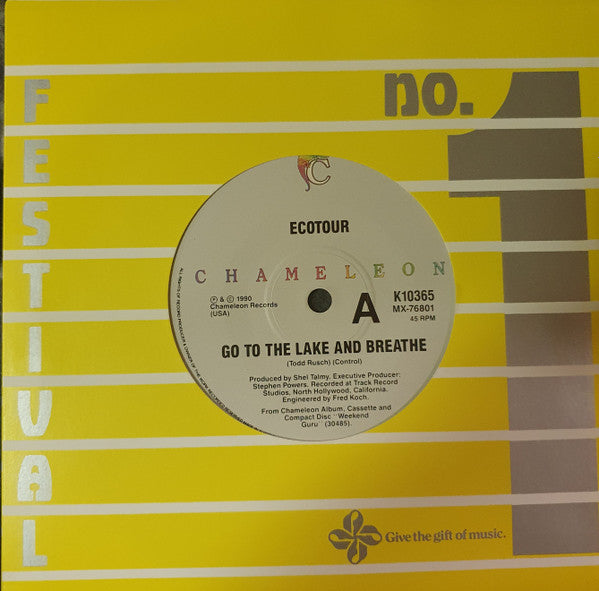 FESTIVAL
no.
1
C
ECOTOUR
CHAMELEON
℗ & © 1990
Chameleon Records
(USA)
A
K10365
MX-76801
45 RPM
GO TO THE LAKE AND BREATHE
(Todd Rusch) (Control)
Produced by Shel Talmy, Executive Producer:
Stephen Powers, Recorded at Track Record
Studios, North Hollywood, California.
Engineered by Fred Koch.
From Chameleon Album, Cassette and
Compact Disc " Weekend
Guru " (30485).
Give the gift of music.